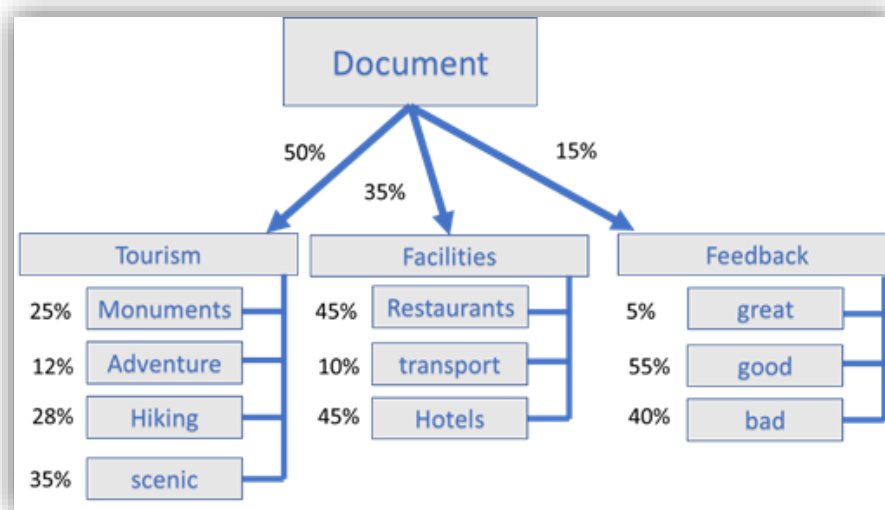 Document
50%
35%
15%
Tourism
25% Monuments
12% Adventure
28% Hiking
35% scenic
Facilities
45% Restaurants
10% transport
45% Hotels
Feedback
5% great
55% good
40% bad